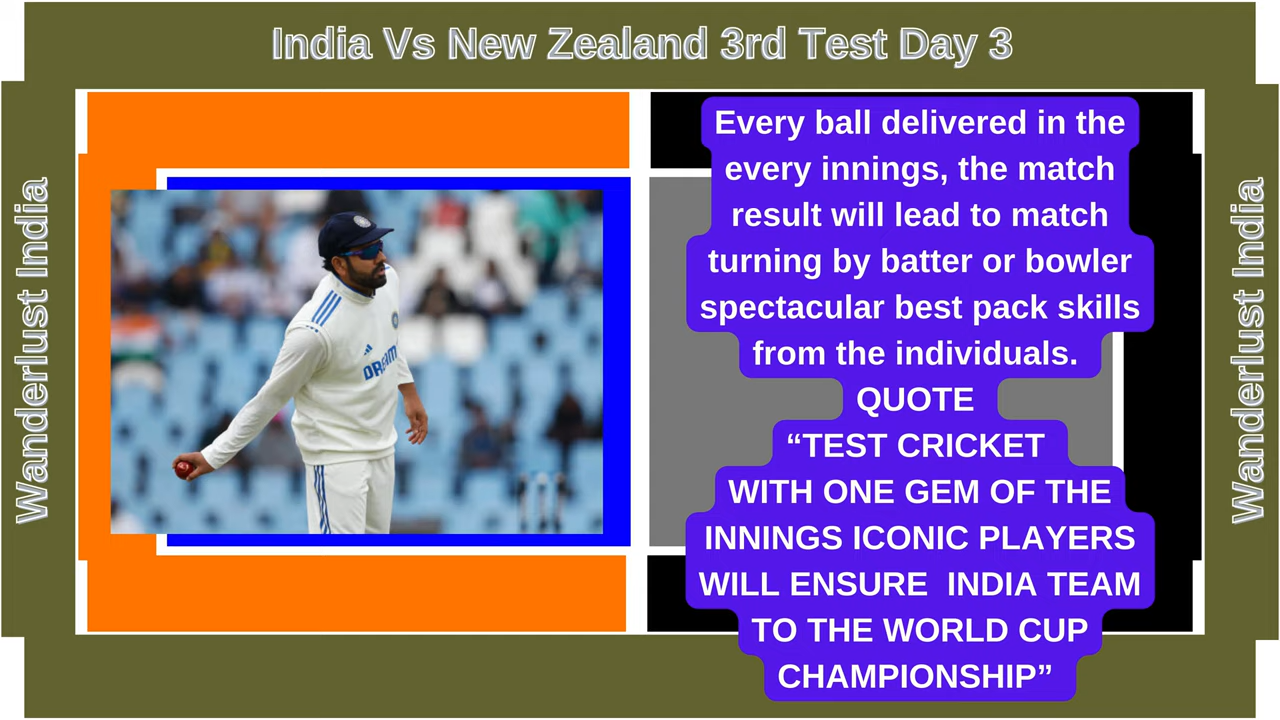 India Vs New Zealand 3rd Test Day 3
Wanderlust India
DREAM
Every ball delivered in the
every innings, the match
result will lead to match
turning by batter or bowler
spectacular best pack skills
from the individuals.
QUOTE
“TEST CRICKET
WITH ONE GEM OF THE
INNINGS ICONIC PLAYERS
WILL ENSURE  INDIA TEAM
TO THE WORLD CUP
CHAMPIONSHIP”
Wanderlust India